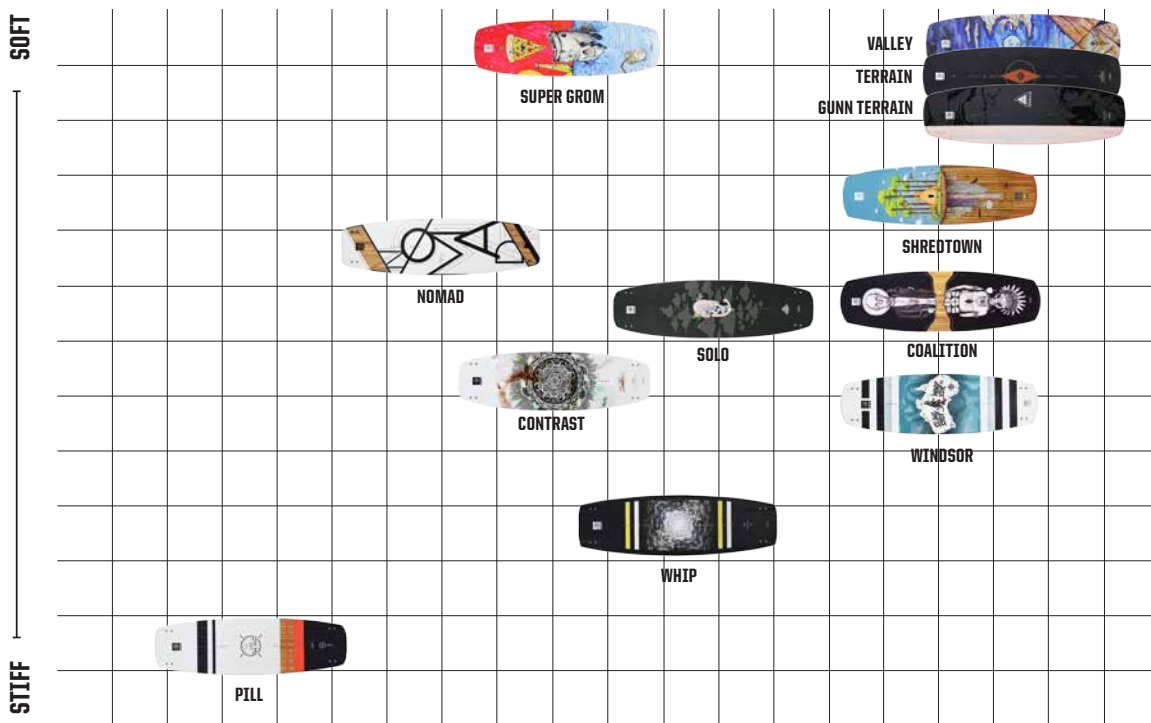 SOFT
VALLEY
TERRAIN
SUPER GROM
GUNN TERRAIN
SHREDTOWN
NOMAD
COALITION
SOLO
CONTRAST
WINDSOR
WHIP
STIFF
PILL